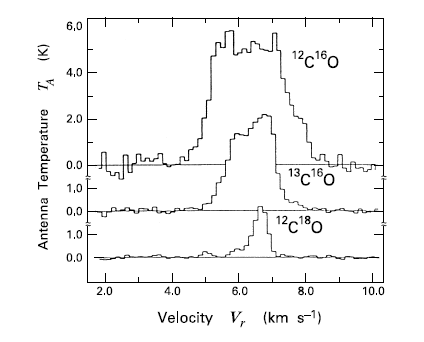 6.0
4.0
2.0
0.0
1.0
0.0
1.0
0.0
Antenna Temperature T_A (K)
¹²C¹⁶O
¹³C¹⁶O
¹²C¹⁸O
2.0 4.0 6.0 8.0 10.0
Velocity V_r (km s⁻¹)